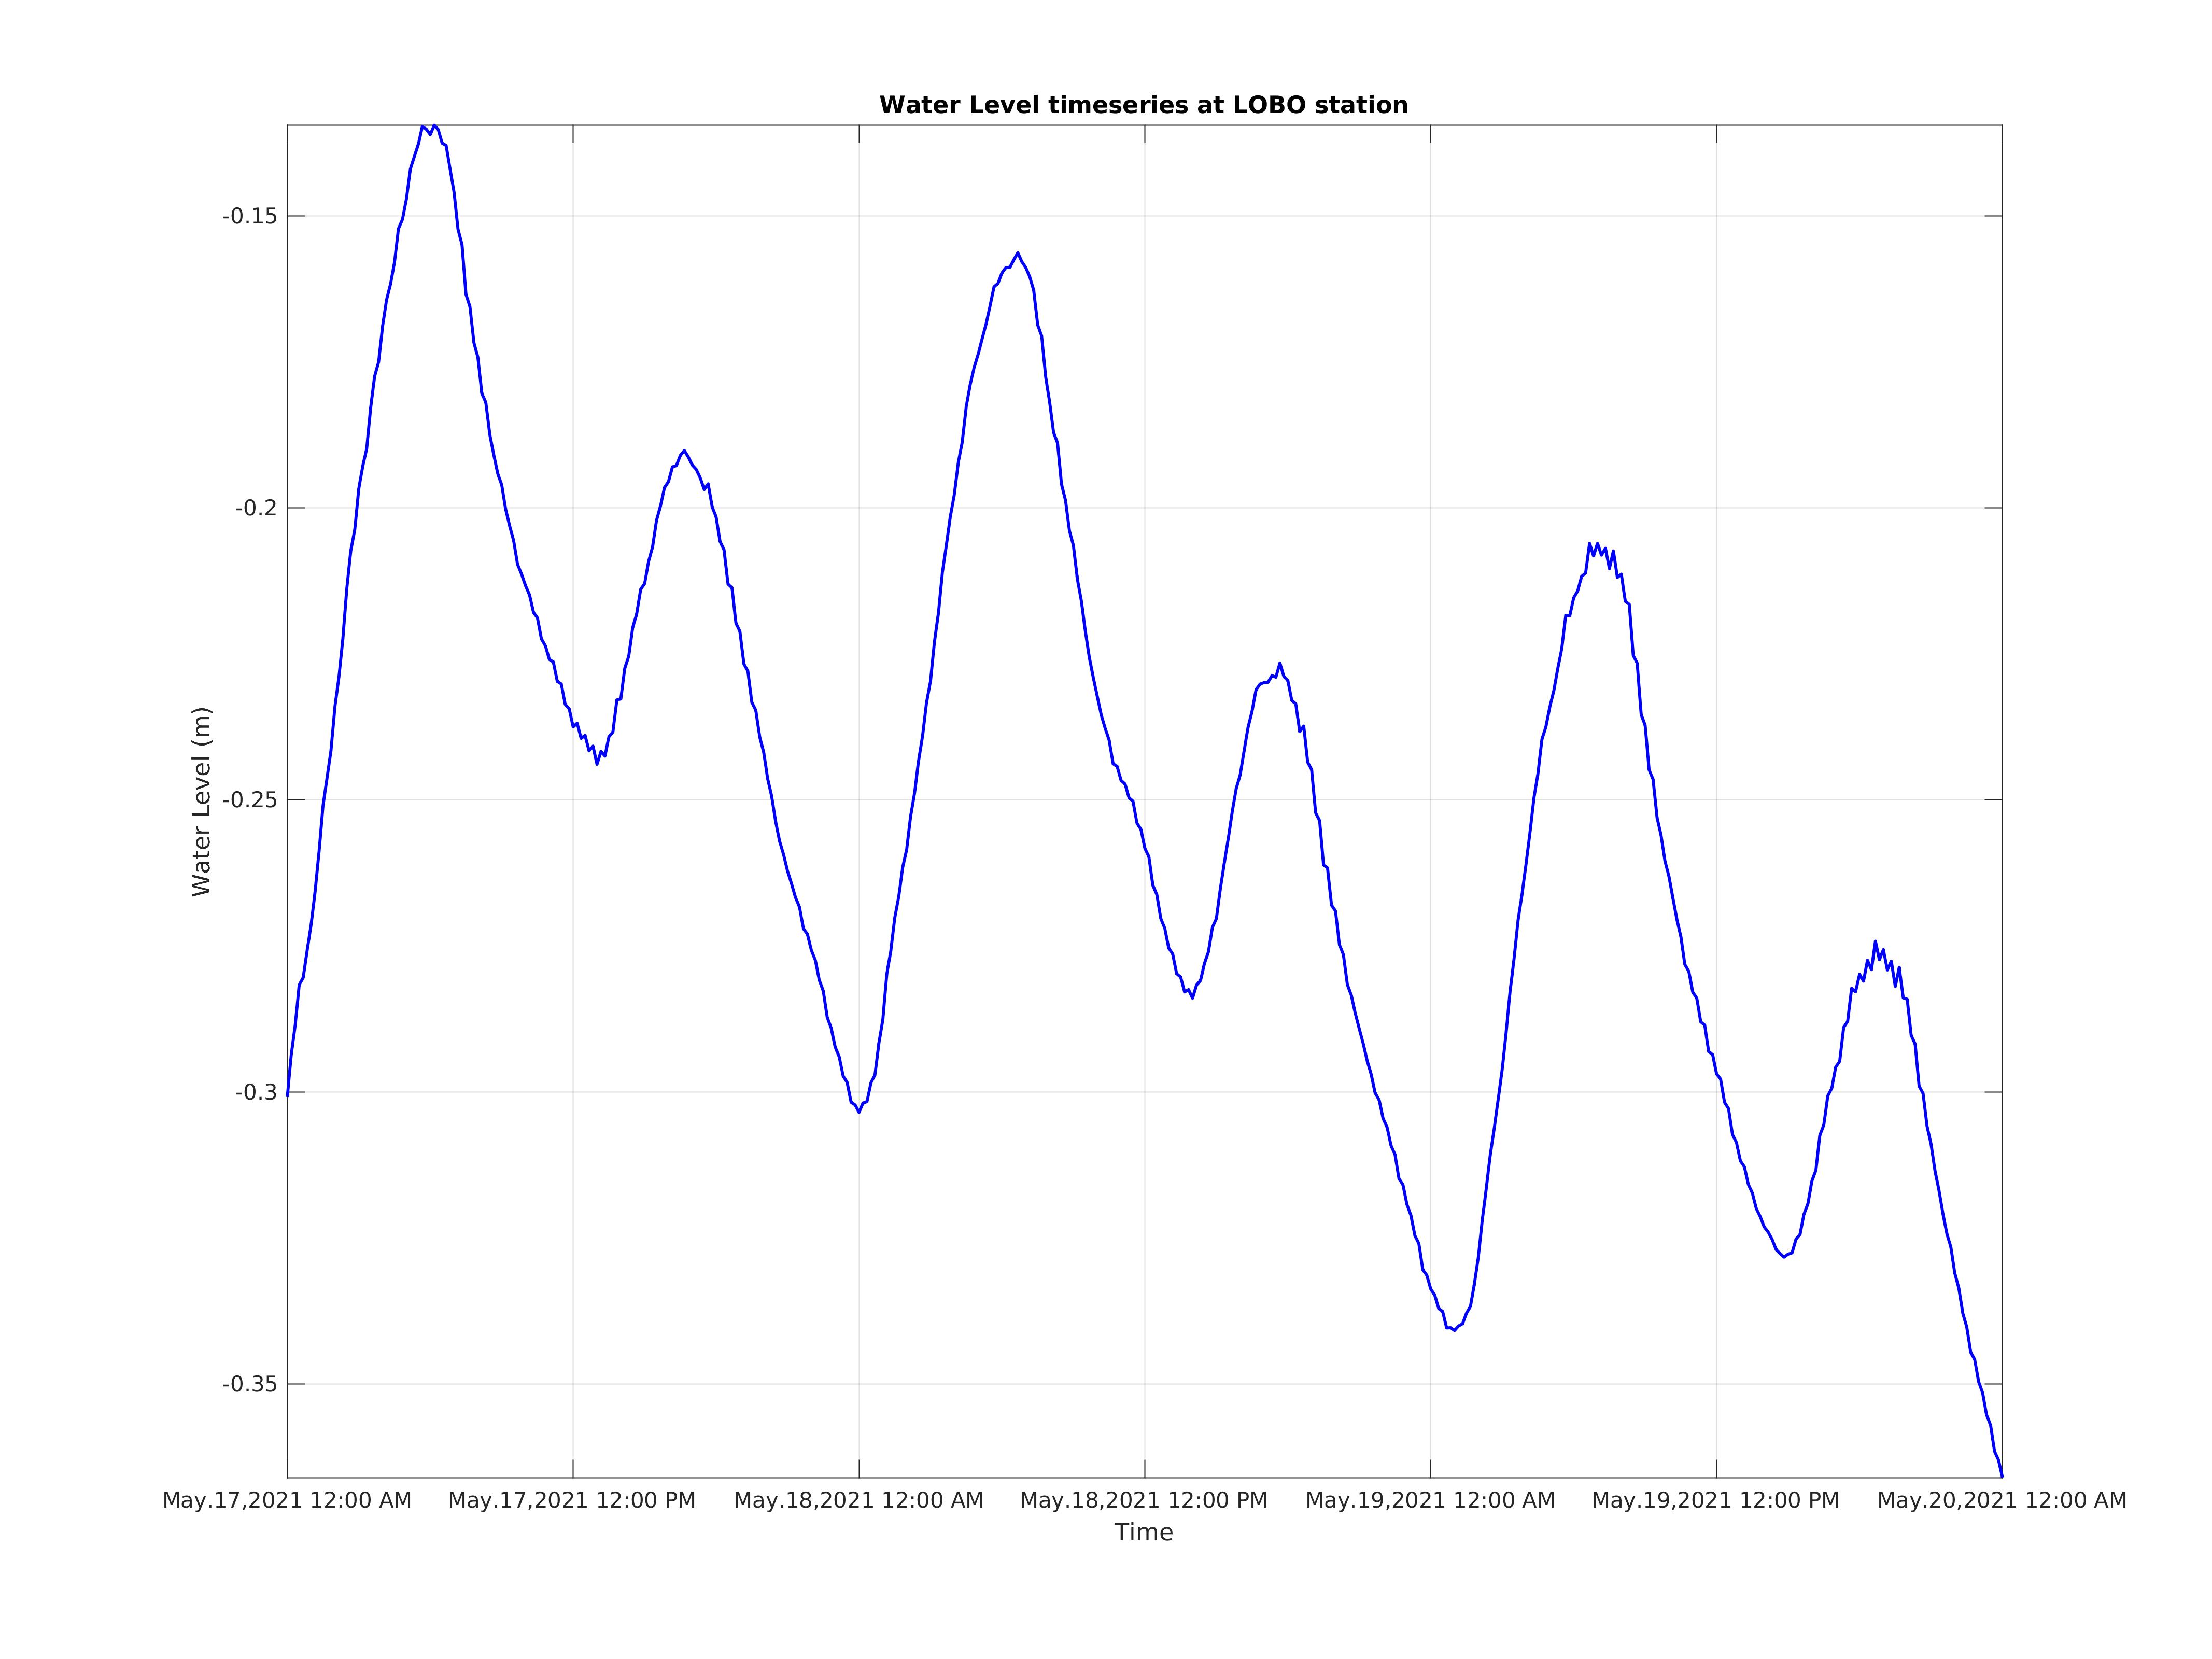 Water Level timeseries at LOBO station
-0.15
-0.2
-0.25
-0.3
-0.35
Water Level (m)
May.17,2021 12:00 AM
May.17,2021 12:00 PM
May.18,2021 12:00 AM
May.18,2021 12:00 PM
May.19,2021 12:00 AM
May.19,2021 12:00 PM
May.20,2021 12:00 AM
Time